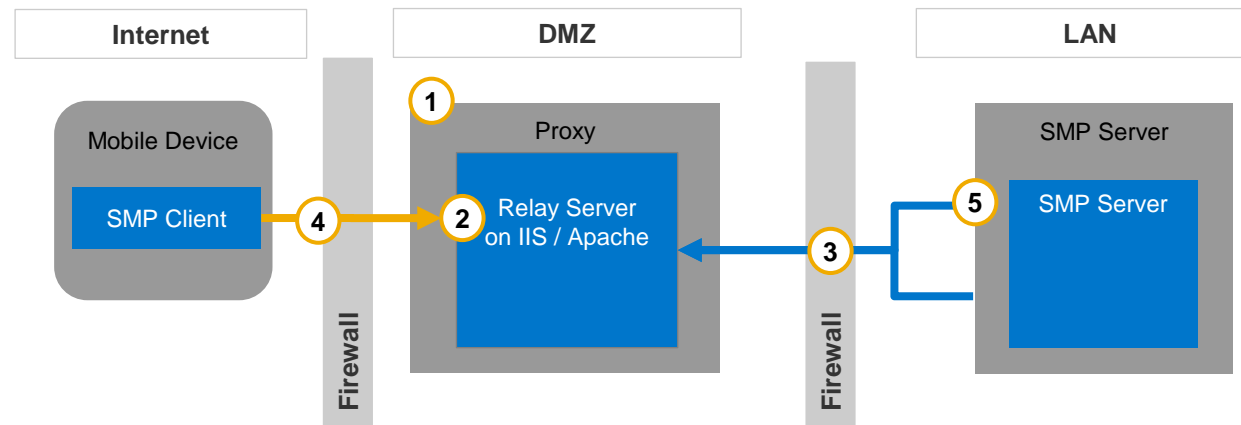 Internet
DMZ
LAN
1
Proxy
SMP Server
Mobile Device
SMP Client
4
2
Relay Server
on IIS / Apache
3
5
SMP Server
Firewall
Firewall